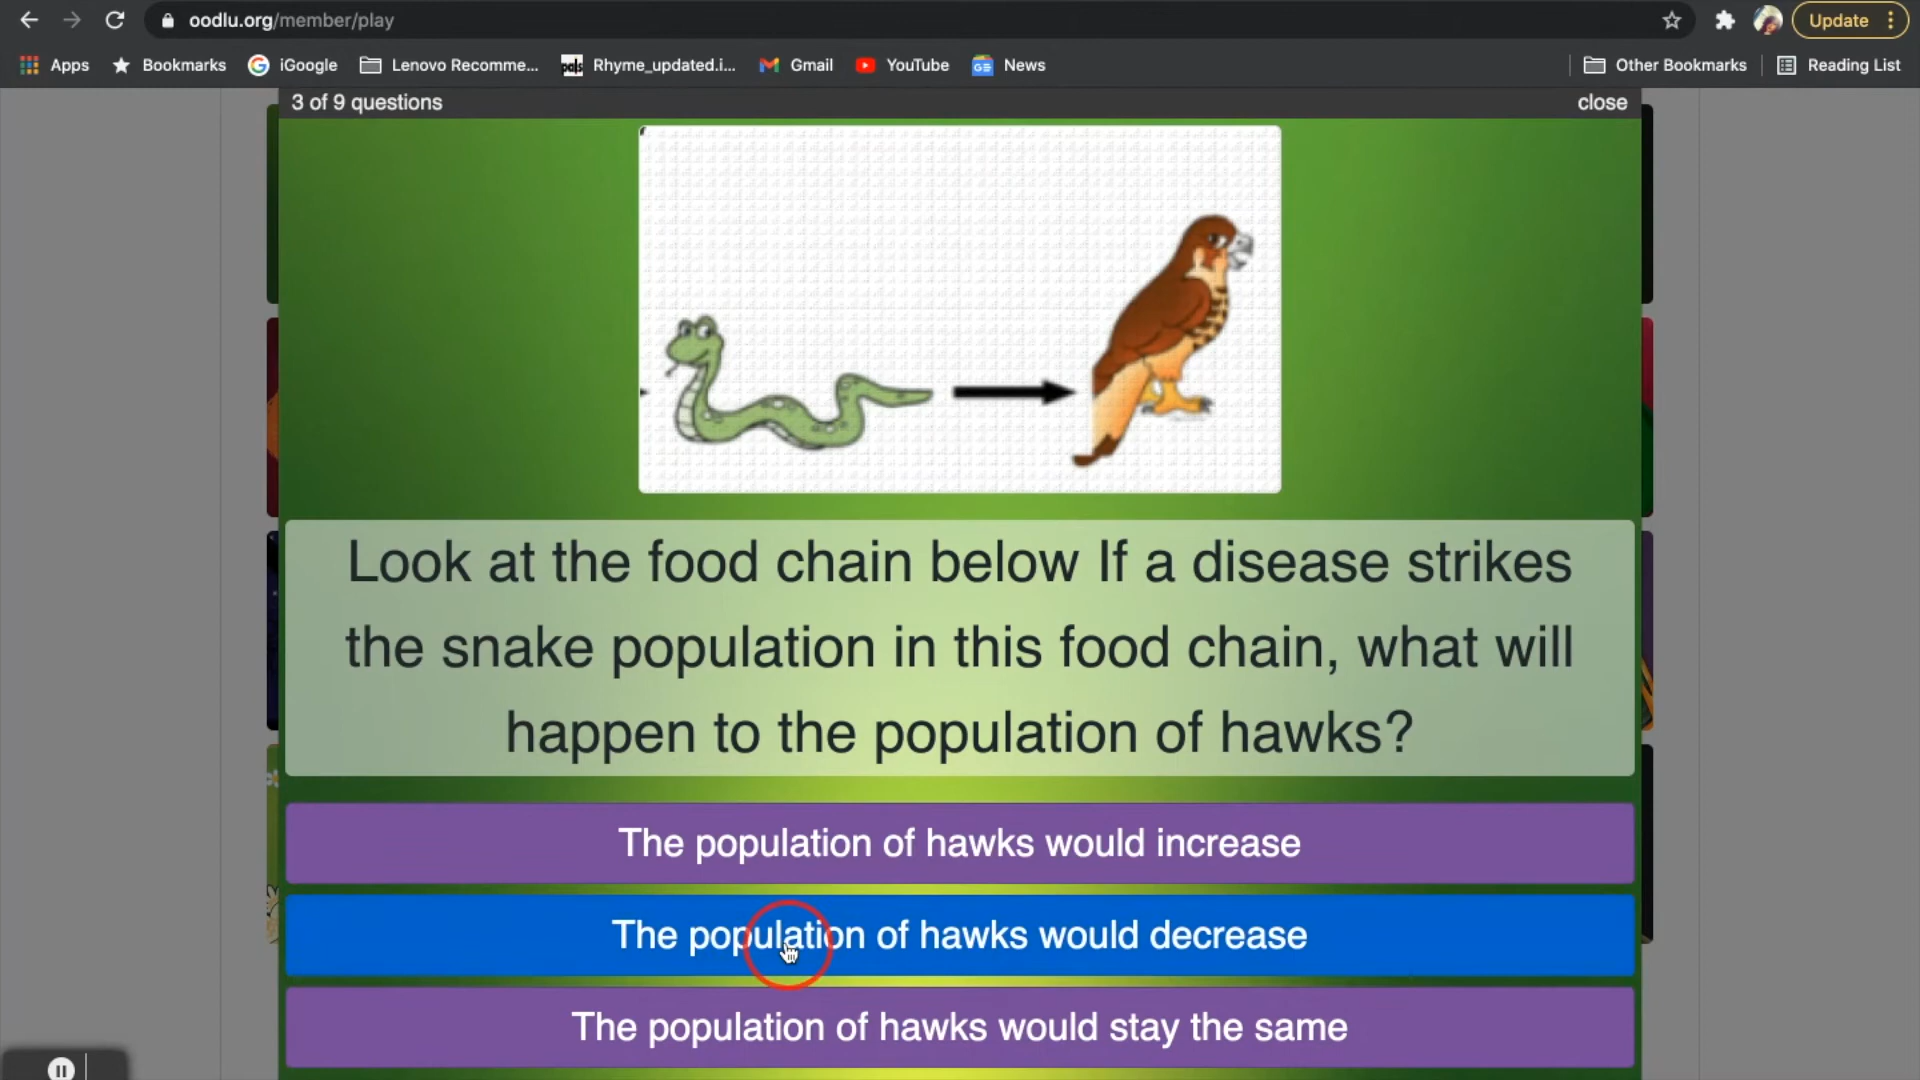 oodlu.org/member/play
Update
Apps
Bookmarks
iGoogle
Lenovo Recomme...
Rhyme_updated.i...
Gmail
YouTube
News
Other Bookmarks
Reading List
3 of 9 questions
close
Look at the food chain below If a disease strikes
the snake population in this food chain, what will
happen to the population of hawks?
The population of hawks would increase
The population of hawks would decrease
The population of hawks would stay the same